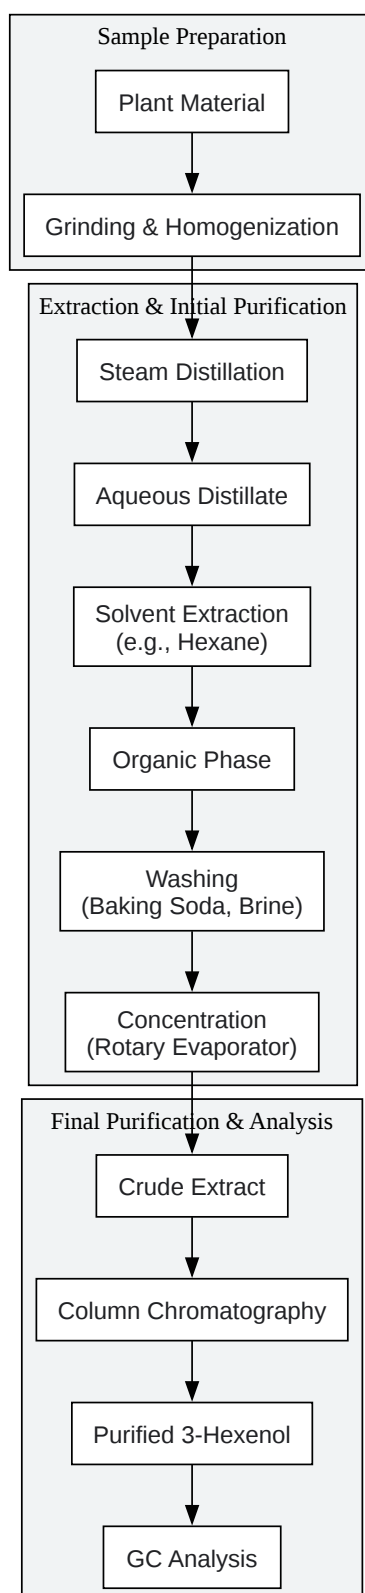 Sample Preparation
Plant Material
Grinding & Homogenization
Extraction & Initial Purification
Steam Distillation
Aqueous Distillate
Solvent Extraction
(e.g., Hexane)
Organic Phase
Washing
(Baking Soda, Brine)
Concentration
(Rotary Evaporator)
Final Purification & Analysis
Crude Extract
Column Chromatography
Purified 3-Hexenol
GC Analysis